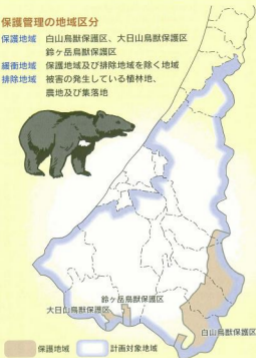 保護管理の地域区分
保護地域 白山鳥獣保護区、大日山鳥獣保護区
鈴ヶ岳鳥獣保護区
緩衝地域 保護地域及び排除地域を除く地域
排除地域 被害の発生している植林地、
農地及び集落地
鈴ヶ岳鳥獣保護区
大日山鳥獣保護区
白山鳥獣保護区
保護地域 計画対象地域